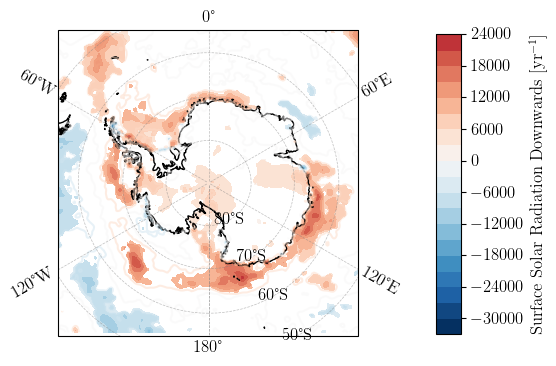 0°
60°W
60°E
120°W
120°E
180°
80°S
70°S
60°S
50°S
24000
18000
12000
6000
0
−6000
−12000
−18000
−24000
−30000
Surface Solar Radiation Downwards [yr⁻¹]